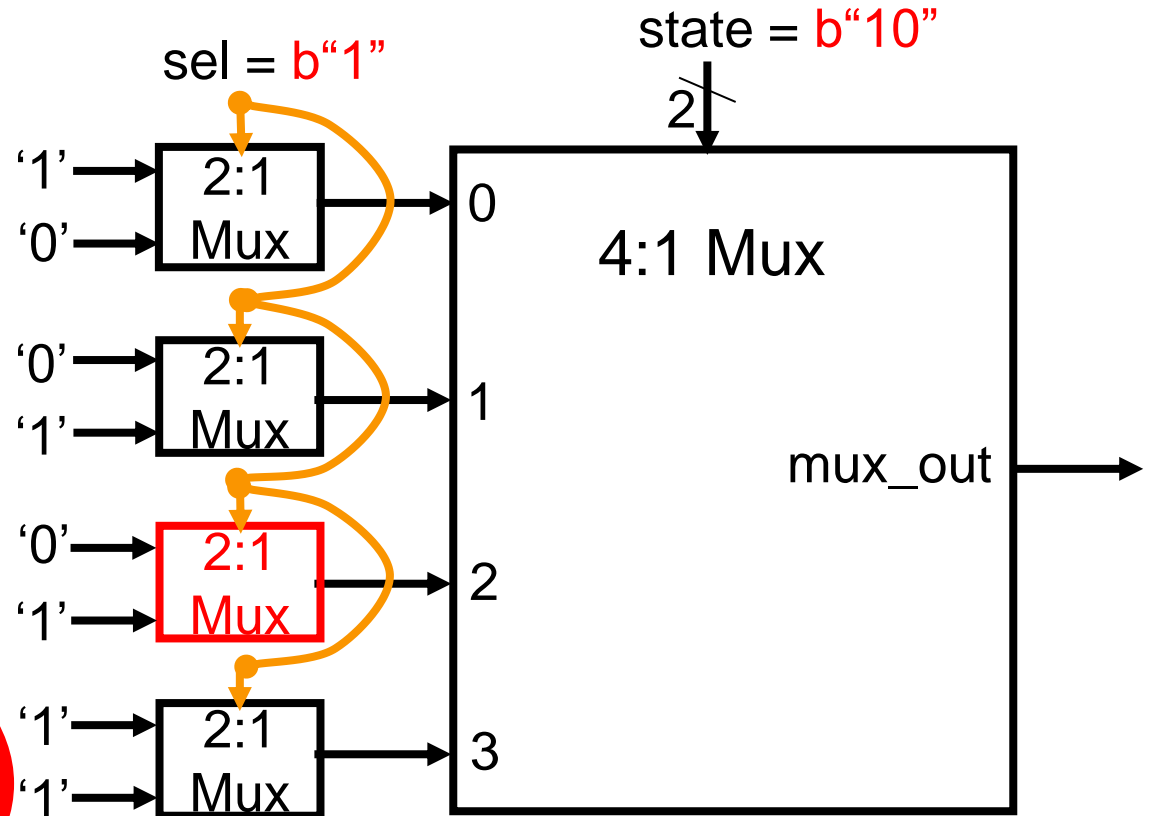 state = b“10”
sel = b“1”
2
‘1’
2:1
‘0’
Mux
0
4:1 Mux
‘0’
2:1
‘1’
Mux
1
mux_out
‘0’
2:1
‘1’
Mux
2
‘1’
2:1
‘1’
Mux
3